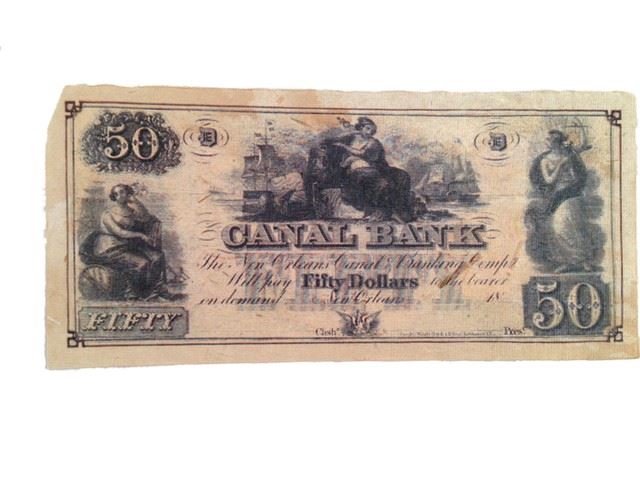 50
CANAL BANK
The New Orleans Canal & Banking Comp.y
Will pay Fifty Dollars to the bearer
on demand New Orleans 18
FIFTY
50
Cash.r Pres.t